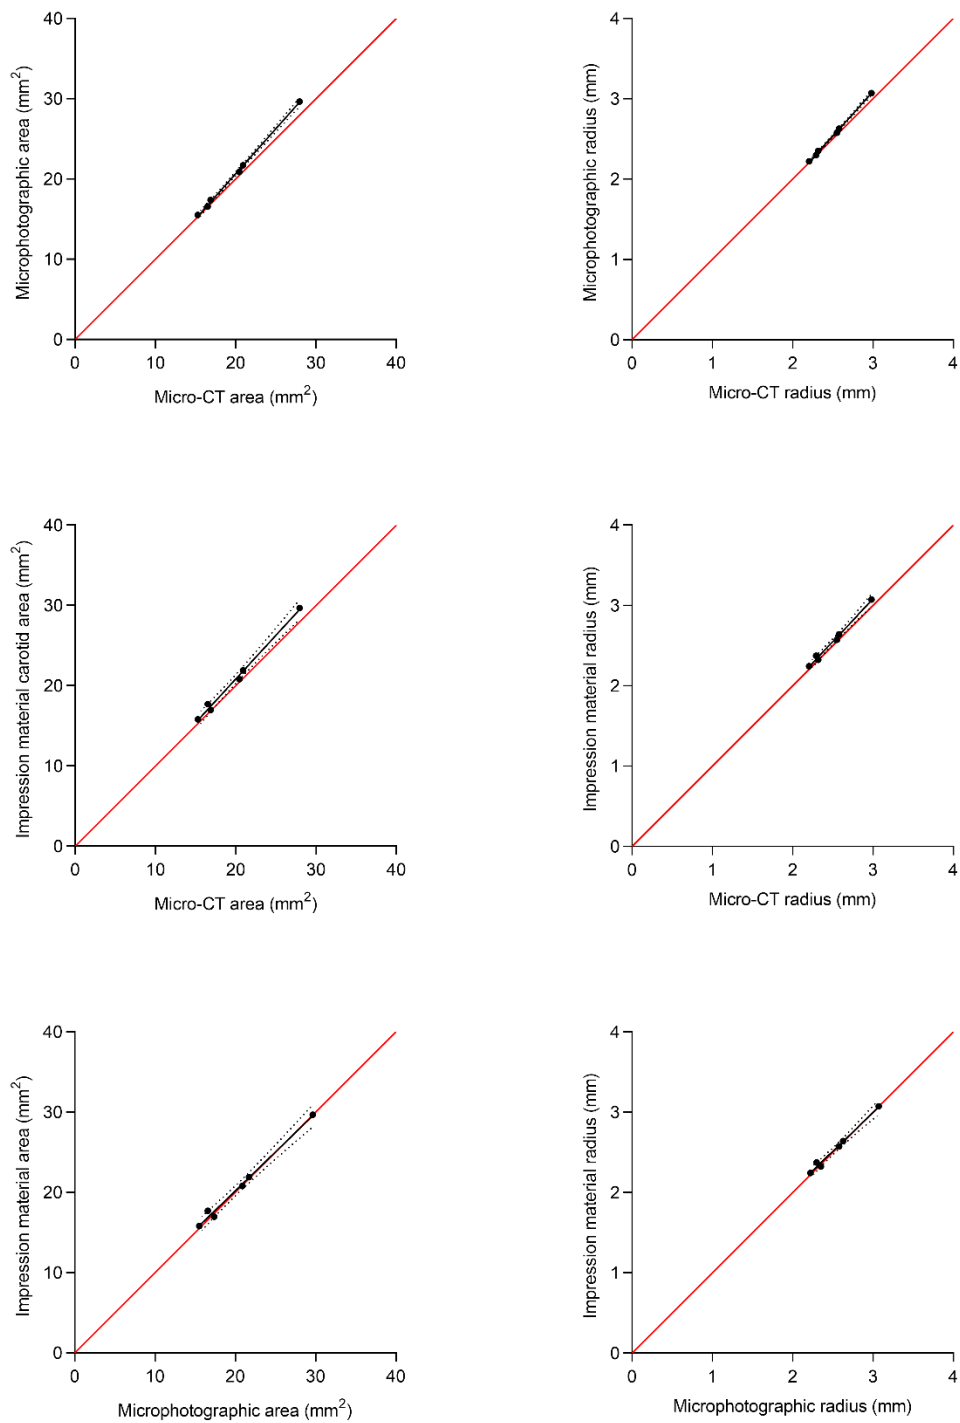 Microphotographic area (mm²)
40
30
20
10
0
0 10 20 30 40
Micro-CT area (mm²)
Microphotographic radius (mm)
4
3
2
1
0
0 1 2 3 4
Micro-CT radius (mm)
Impression material carotid area (mm²)
40
30
20
10
0
0 10 20 30 40
Micro-CT area (mm²)
Impression material radius (mm)
4
3
2
1
0
0 1 2 3 4
Micro-CT radius (mm)
Impression material area (mm²)
40
30
20
10
0
0 10 20 30 40
Microphotographic area (mm²)
Impression material radius (mm)
4
3
2
1
0
0 1 2 3 4
Microphotographic radius (mm)